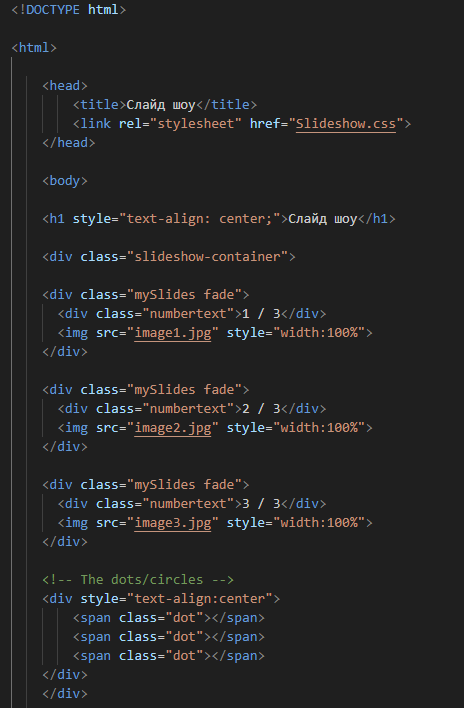 <!DOCTYPE html>
<html>
<head>
<title>Слайд шоу</title>
<link rel="stylesheet" href="Slideshow.css">
</head>
<body>
<h1 style="text-align: center;">Слайд шоу</h1>
<div class="slideshow-container">
<div class="mySlides fade">
<div class="numbertext">1 / 3</div>
<img src="image1.jpg" style="width:100%">
</div>
<div class="mySlides fade">
<div class="numbertext">2 / 3</div>
<img src="image2.jpg" style="width:100%">
</div>
<div class="mySlides fade">
<div class="numbertext">3 / 3</div>
<img src="image3.jpg" style="width:100%">
</div>
<!-- The dots/circles -->
<div style="text-align:center">
<span class="dot"></span>
<span class="dot"></span>
<span class="dot"></span>
</div>
</div>